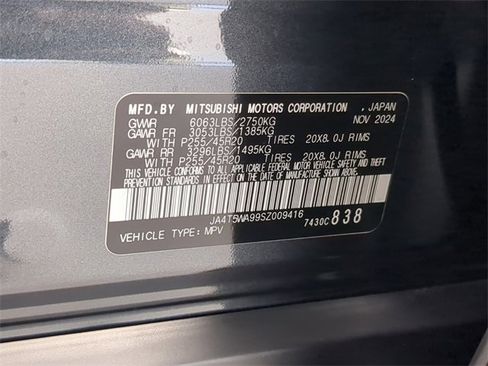 MFD.BY MITSUBISHI MOTORS CORPORATION , JAPAN
GVWR 6063LBS/2750KG NOV 2024
GAWR FR 3053LBS/1385KG
WITH P255/45R20 TIRES 20X8.0J RIMS
GAWR RR 3296LBS/1495KG
WITH P255/45R20 TIRES 20X8.0J RIMS
THIS VEHICLE CONFORMS TO ALL APPLICABLE FEDERAL MOTOR VEHICLE SAFETY, BUMPER, AND THEFT
PREVENTION STANDARDS IN EFFECT ON THE DATE OF MANUFACTURE SHOWN ABOVE.
JA4T5WA99SZ009416 7430C 838
VEHICLE TYPE: MPV